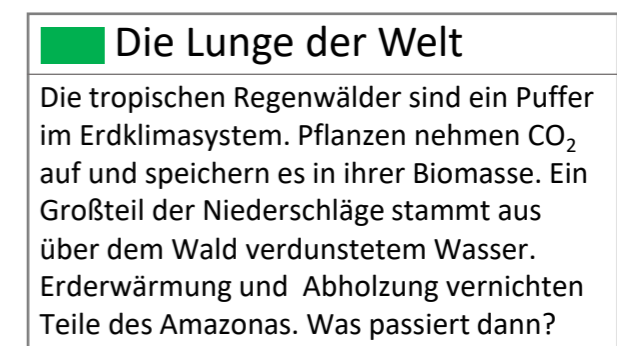 Die Lunge der Welt
Die tropischen Regenwälder sind ein Puffer
im Erdklimasystem. Pflanzen nehmen CO₂
auf und speichern es in ihrer Biomasse. Ein
Großteil der Niederschläge stammt aus
über dem Wald verdunstetem Wasser.
Erderwärmung und  Abholzung vernichten
Teile des Amazonas. Was passiert dann?